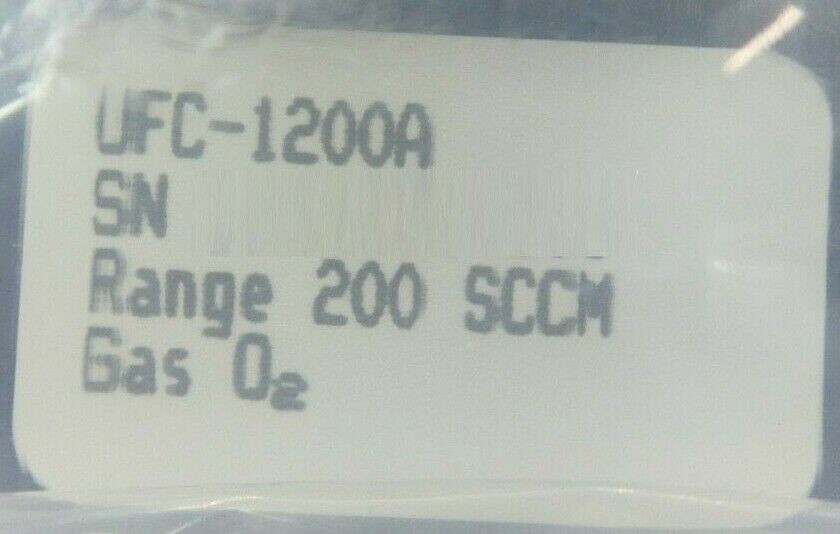 UFC-1200A
SN
Range 200 SCCM
Gas O₂